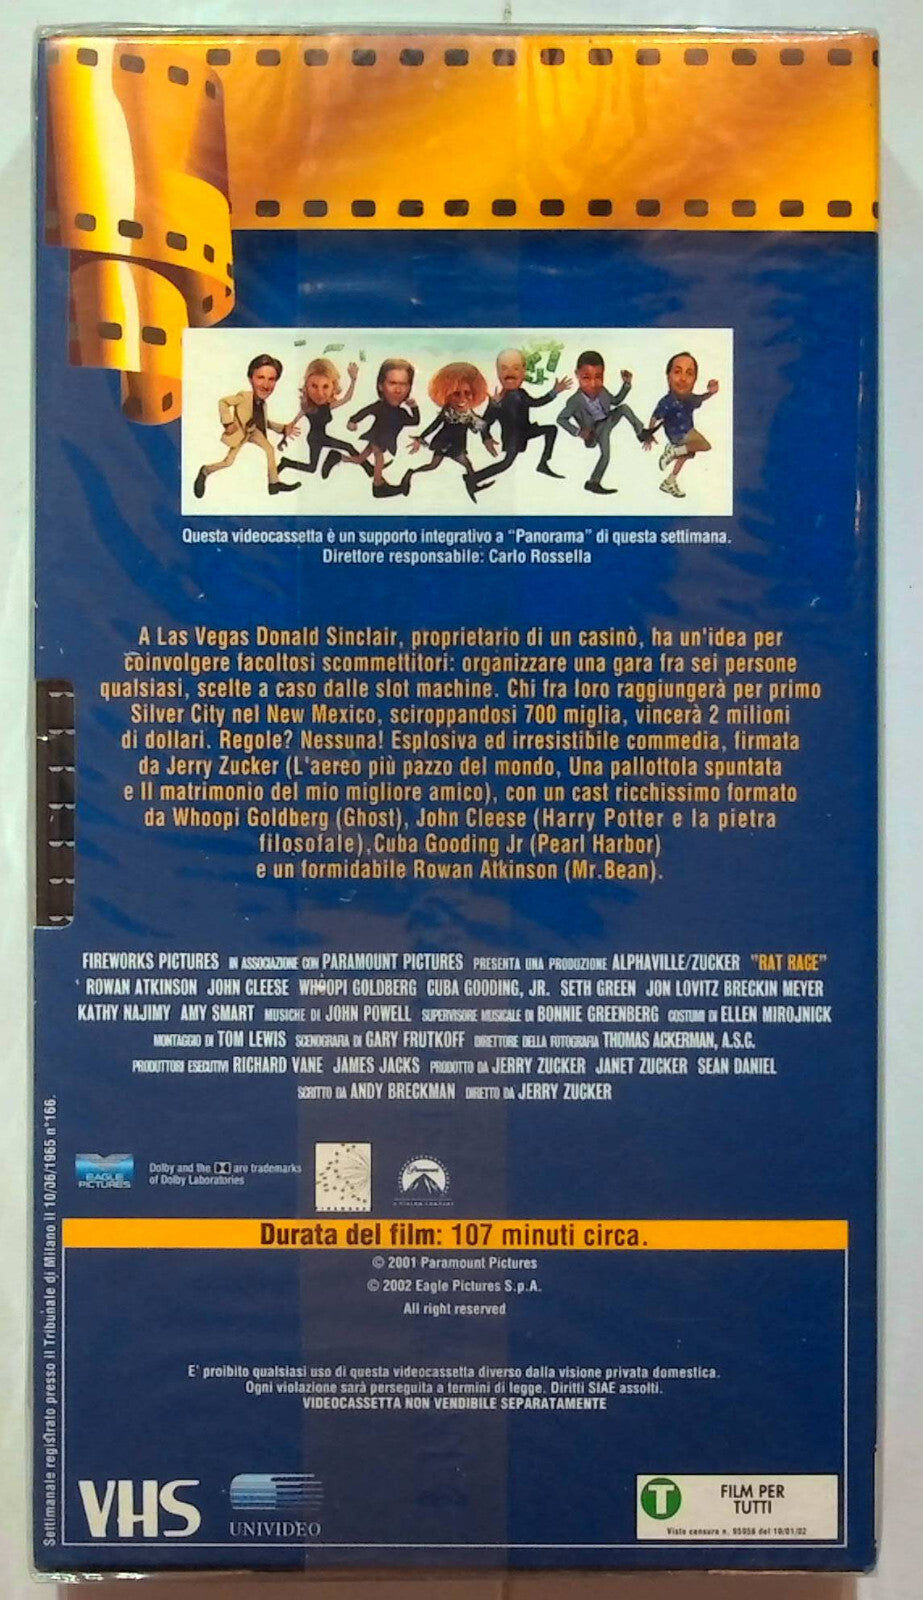 Questa videocassetta è un supporto integrativo a "Panorama" di questa settimana.
Direttore responsabile: Carlo Rossella
A Las Vegas Donald Sinclair, proprietario di un casinò, ha un'idea per
coinvolgere facoltosi scommettitori: organizzare una gara fra sei persone
qualsiasi, scelte a caso dalle slot machine. Chi fra loro raggiungerà per primo
Silver City nel New Mexico, sciroppandosi 700 miglia, vincerà 2 milioni
di dollari. Regole? Nessuna! Esplosiva ed irresistibile commedia, firmata
da Jerry Zucker (L'aereo più pazzo del mondo, Una pallottola spuntata
e Il matrimonio del mio migliore amico), con un cast ricchissimo formato
da Whoopi Goldberg (Ghost), John Cleese (Harry Potter e la pietra
filosofale),Cuba Gooding Jr (Pearl Harbor)
e un formidabile Rowan Atkinson (Mr.Bean).
FIREWORKS PICTURES IN ASSOCIAZIONE CON PARAMOUNT PICTURES PRESENTA UNA PRODUZIONE ALPHAVILLE/ZUCKER "RAT RACE"
ROWAN ATKINSON JOHN CLEESE WHOOPI GOLDBERG CUBA GOODING, JR. SETH GREEN JON LOVITZ BRECKIN MEYER
KATHY NAJIMY AMY SMART MUSICHE DI JOHN POWELL SUPERVISORE MUSICALE DI BONNIE GREENBERG COSTUMI DI ELLEN MIROJNICK
MONTAGGIO DI TOM LEWIS SCENOGRAFIA DI GARY FRUTKOFF DIRETTORE DELLA FOTOGRAFIA THOMAS ACKERMAN, A.S.C.
PRODUTTORI ESECUTIVI RICHARD VANE JAMES JACKS PRODOTTO DA JERRY ZUCKER JANET ZUCKER SEAN DANIEL
SCRITTO DA ANDY BRECKMAN DIRETTO DA JERRY ZUCKER
EAGLE
PICTURES
Dolby and the DD are trademarks
of Dolby Laboratories
Paramount
Durata del film: 107 minuti circa.
© 2001 Paramount Pictures
© 2002 Eagle Pictures S.p.A.
All right reserved
E' proibito qualsiasi uso di questa videocassetta diverso dalla visione privata domestica.
Ogni violazione sarà perseguita a termini di legge. Diritti SIAE assolti.
VIDEOCASSETTA NON VENDIBILE SEPARATAMENTE
VHS
UNIVIDEO
T
FILM PER
TUTTI
Visto censura n. 95058 del 10/01/02
Settimanale registrato presso il Tribunale di Milano il 10/06/1965 n°166.